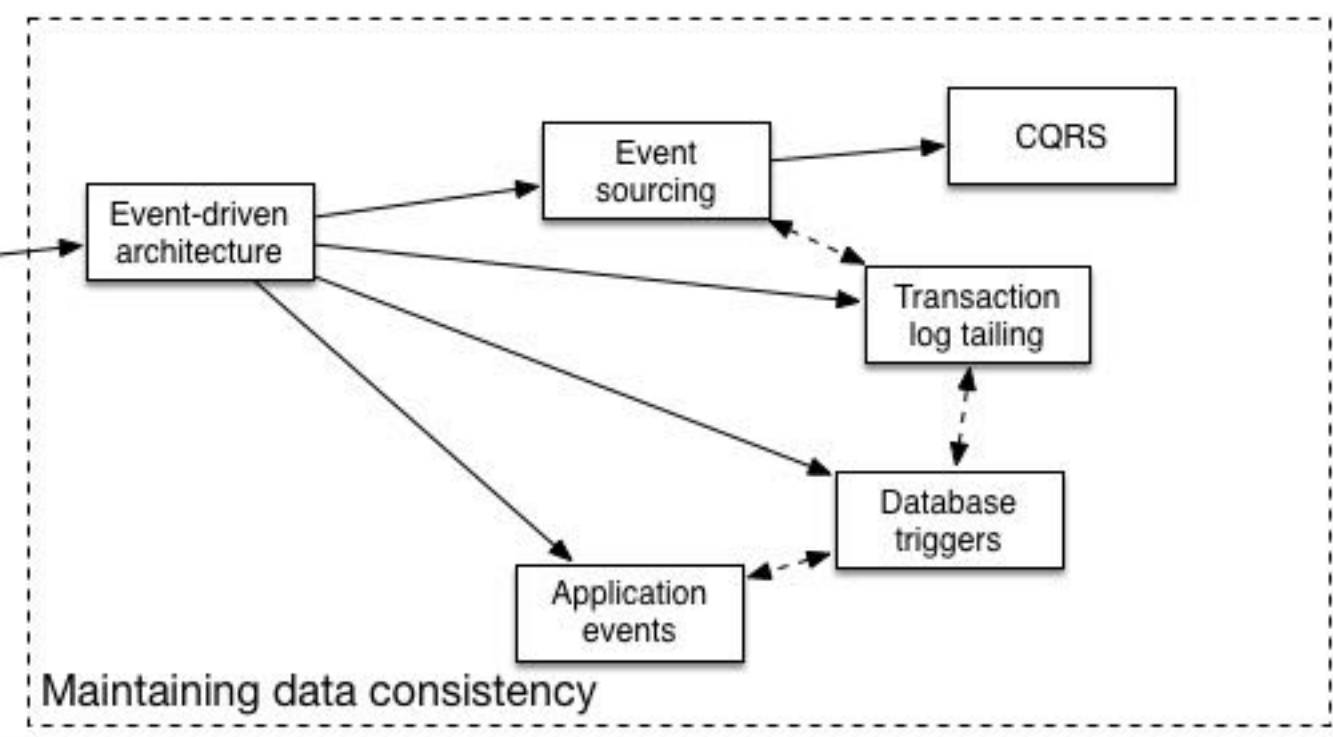 CQRS
Event
sourcing
Event-driven
architecture
Transaction
log tailing
Database
triggers
Application
events
Maintaining data consistency